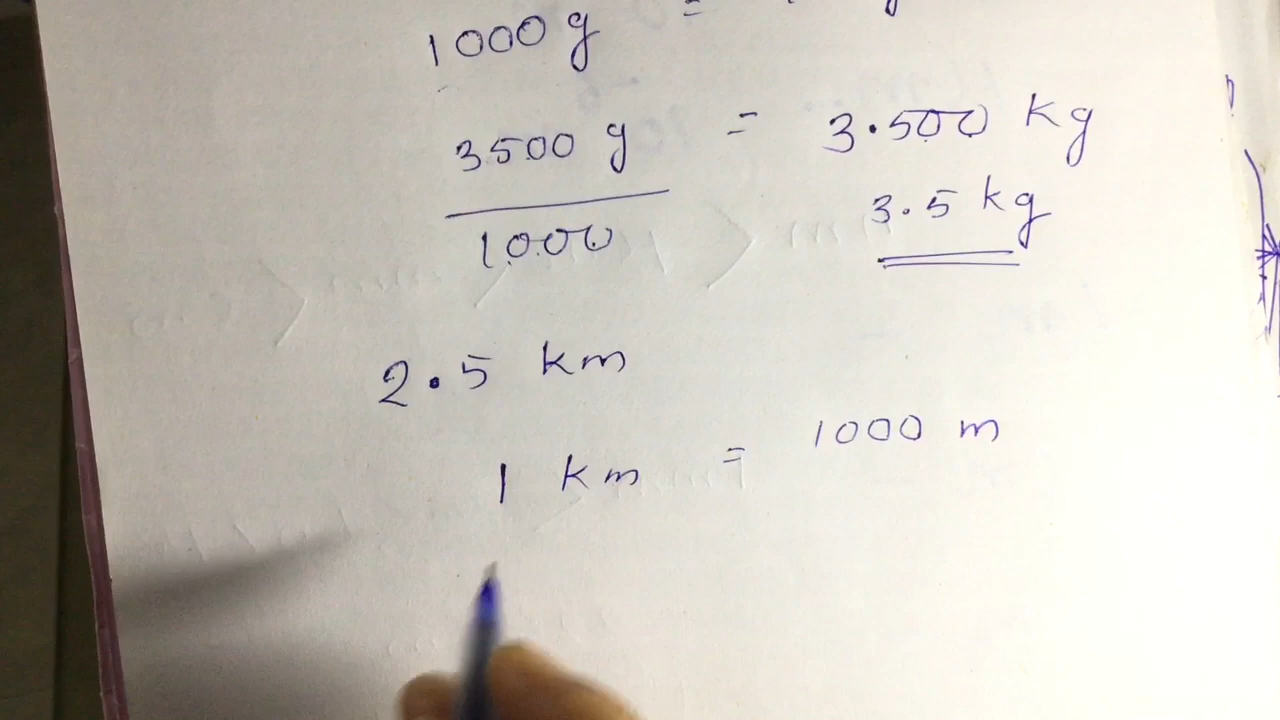 1000 g =
3500 g = 3.500 kg
1000 3.5 kg
2.5 km
1 km = 1000 m